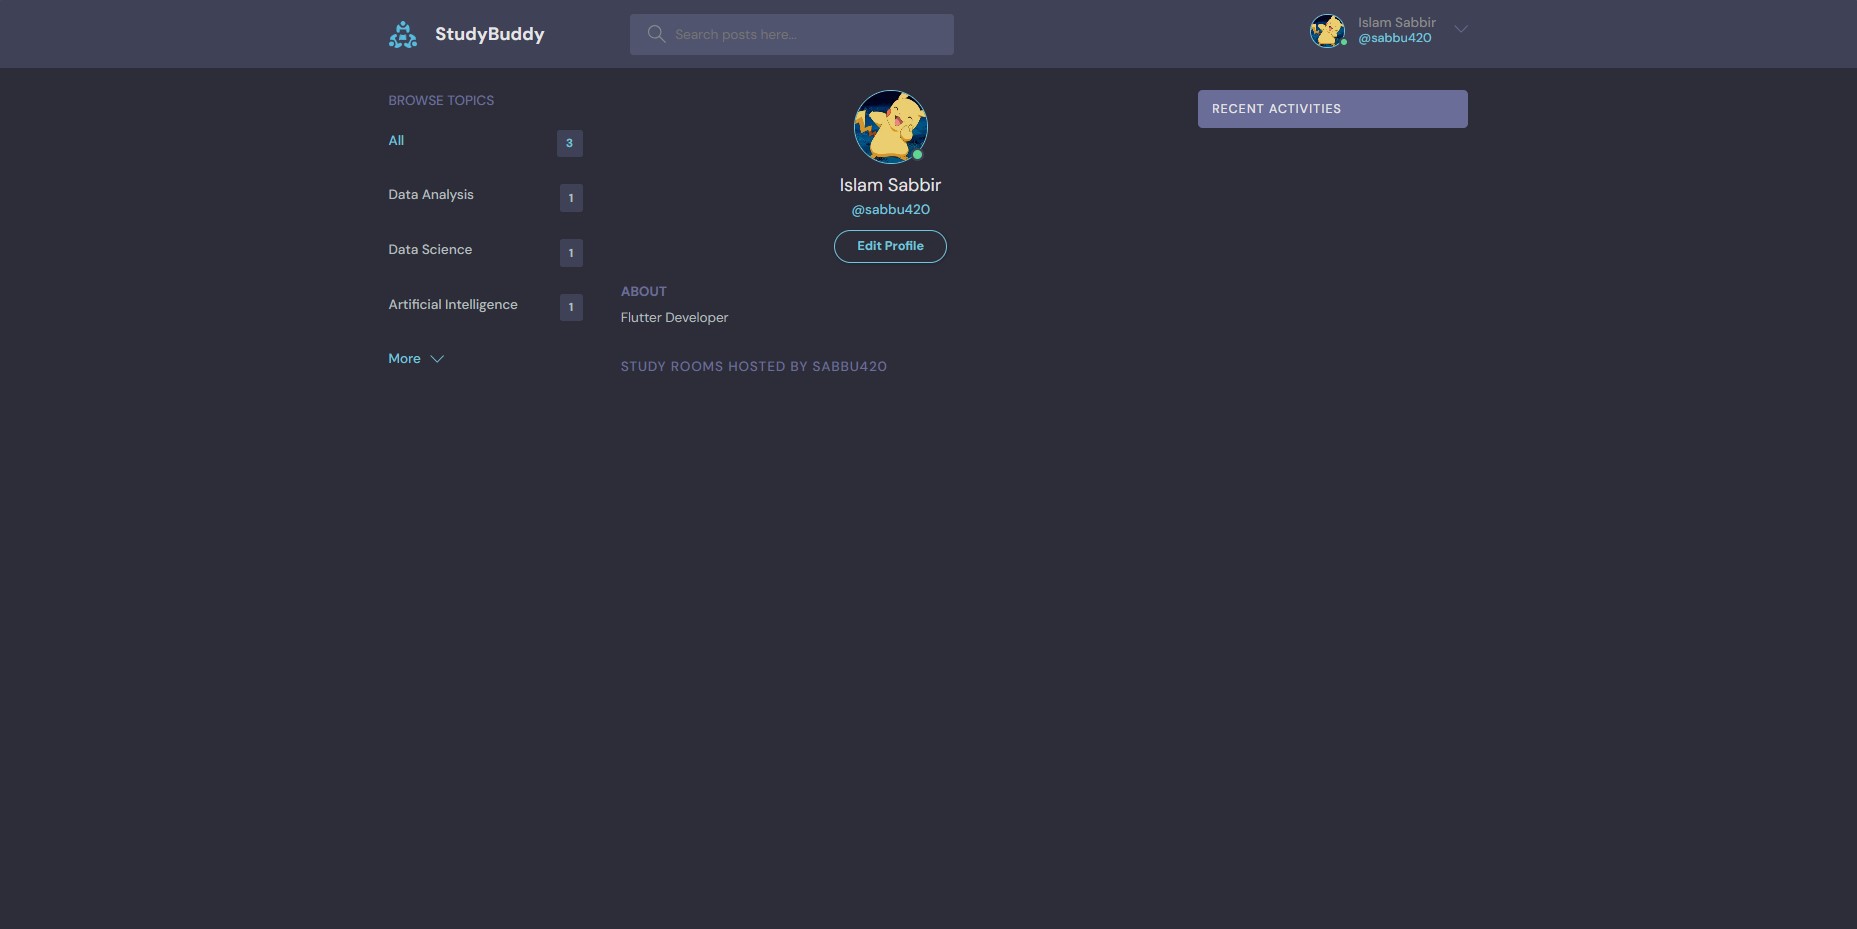 StudyBuddy
Search posts here...
Islam Sabbir
@sabbu420
BROWSE TOPICS
All 3
Data Analysis 1
Data Science 1
Artificial Intelligence 1
More
Islam Sabbir
@sabbu420
Edit Profile
ABOUT
Flutter Developer
STUDY ROOMS HOSTED BY SABBU420
RECENT ACTIVITIES